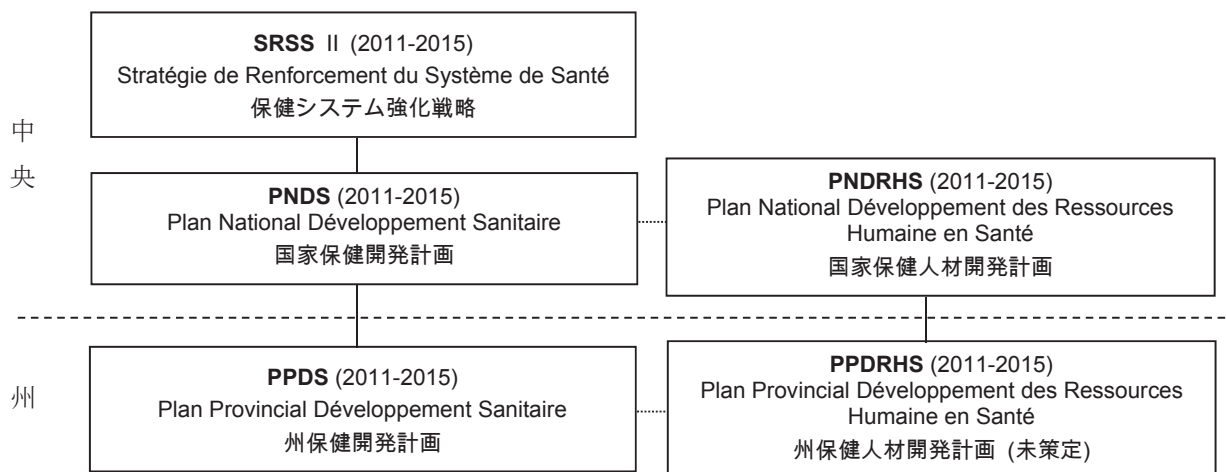 中央
SRSS II (2011-2015)
Stratégie de Renforcement du Système de Santé
保健システム強化戦略
PNDS (2011-2015)
Plan National Développement Sanitaire
国家保健開発計画
PNDRHS (2011-2015)
Plan National Développement des Ressources
Humaine en Santé
国家保健人材開発計画
州
PPDS (2011-2015)
Plan Provincial Développement Sanitaire
州保健開発計画
PPDRHS (2011-2015)
Plan Provincial Développement des Ressources
Humaine en Santé
州保健人材開発計画 (未策定)